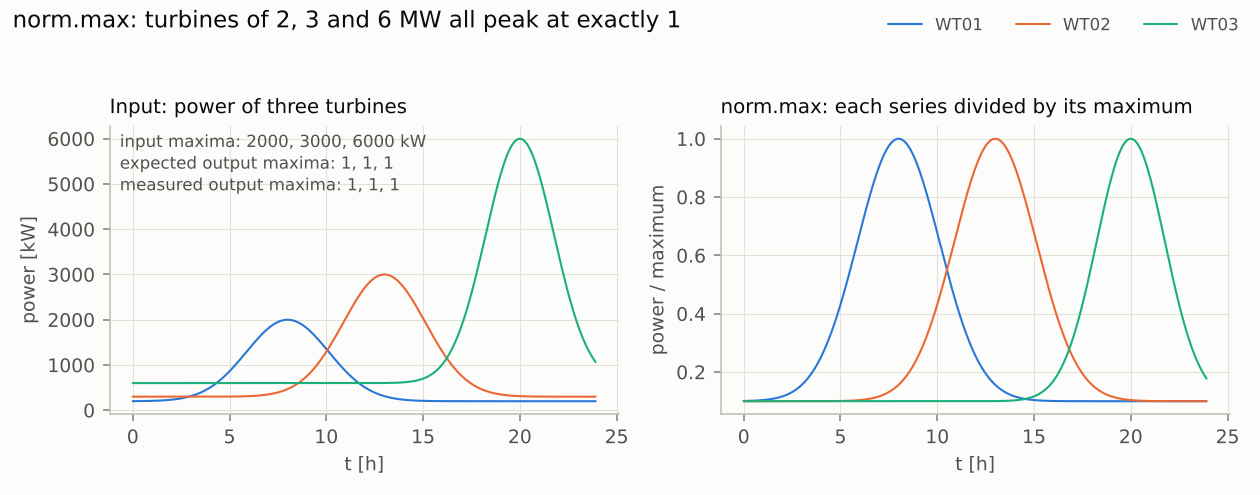 norm.max: turbines of 2, 3 and 6 MW all peak at exactly 1
WT01
WT02
WT03
Input: power of three turbines
input maxima: 2000, 3000, 6000 kW
expected output maxima: 1, 1, 1
measured output maxima: 1, 1, 1
power [kW]
6000
5000
4000
3000
2000
1000
0
0
5
10
15
20
25
t [h]
norm.max: each series divided by its maximum
power / maximum
1.0
0.8
0.6
0.4
0.2
0
5
10
15
20
25
t [h]